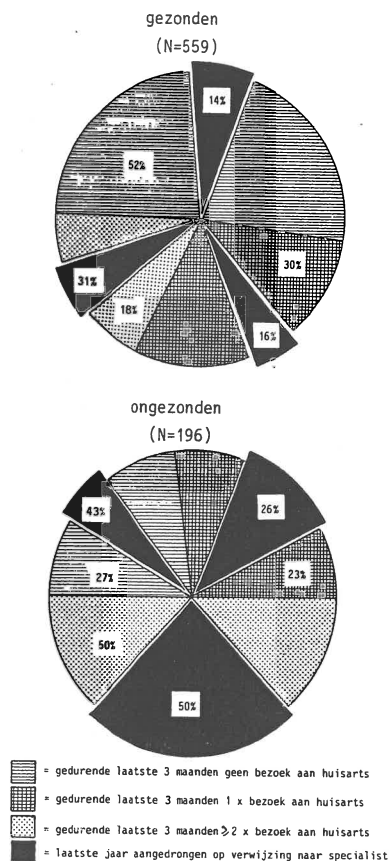 gezonden
(N=559)
14%
52%
30%
31%
18%
16%
ongezonden
(N=196)
43%
26%
27%
23%
50%
50%
= gedurende laatste 3 maanden geen bezoek aan huisarts
= gedurende laatste 3 maanden 1 x bezoek aan huisarts
= gedurende laatste 3 maanden ≥ 2 x bezoek aan huisarts
= laatste jaar aangedrongen op verwijzing naar specialist